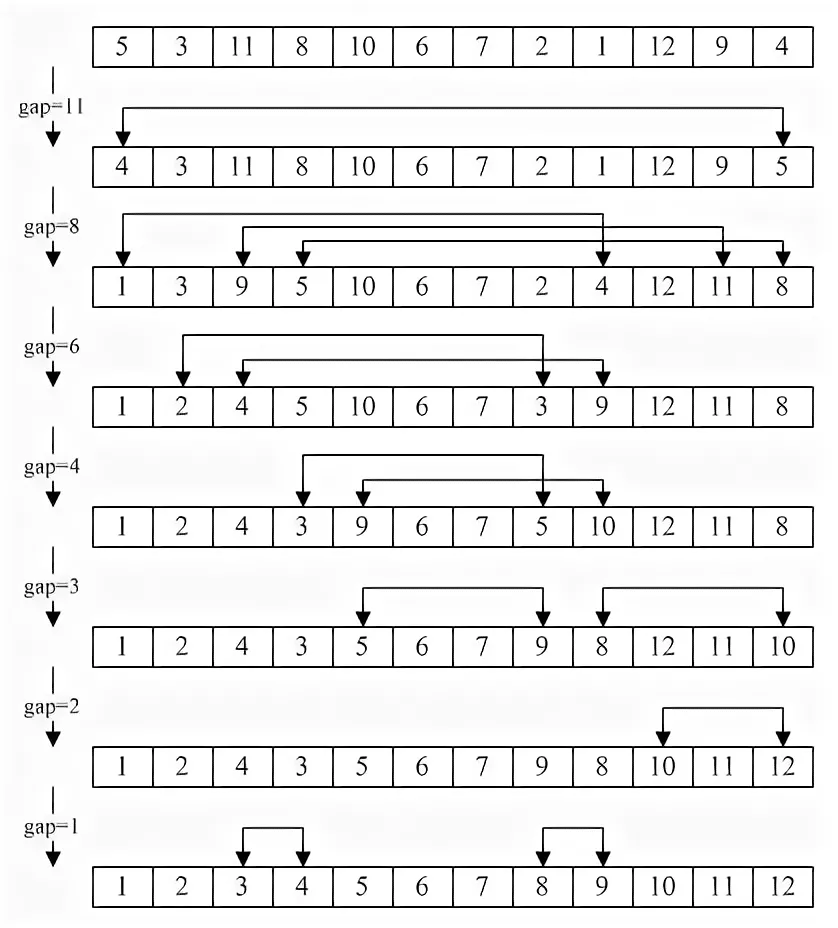 5 3 11 8 10 6 7 2 1 12 9 4
gap=11
4 3 11 8 10 6 7 2 1 12 9 5
gap=8
1 3 9 5 10 6 7 2 4 12 11 8
gap=6
1 2 4 5 10 6 7 3 9 12 11 8
gap=4
1 2 4 3 9 6 7 5 10 12 11 8
gap=3
1 2 4 3 5 6 7 9 8 12 11 10
gap=2
1 2 4 3 5 6 7 9 8 10 11 12
gap=1
1 2 3 4 5 6 7 8 9 10 11 12